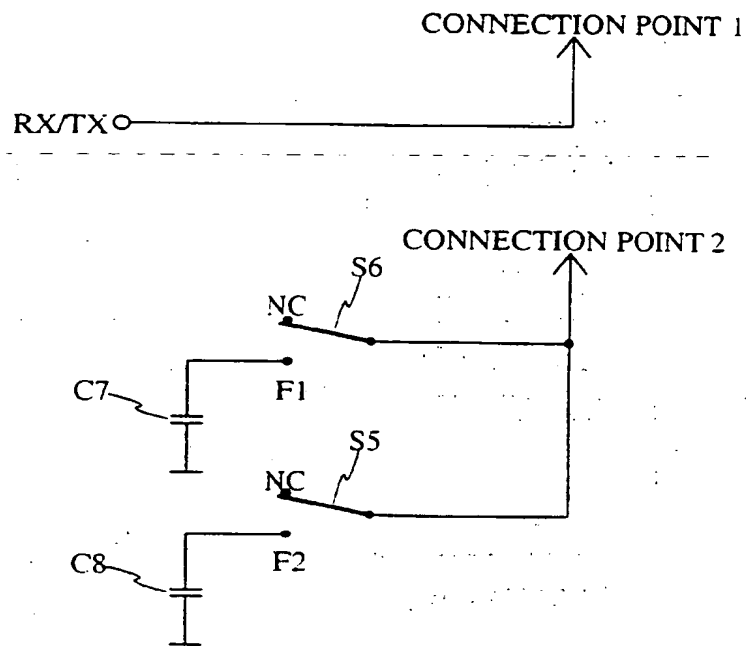 CONNECTION POINT 1
RX/TX
CONNECTION POINT 2
S6
NC
C7
F1
S5
NC
C8
F2